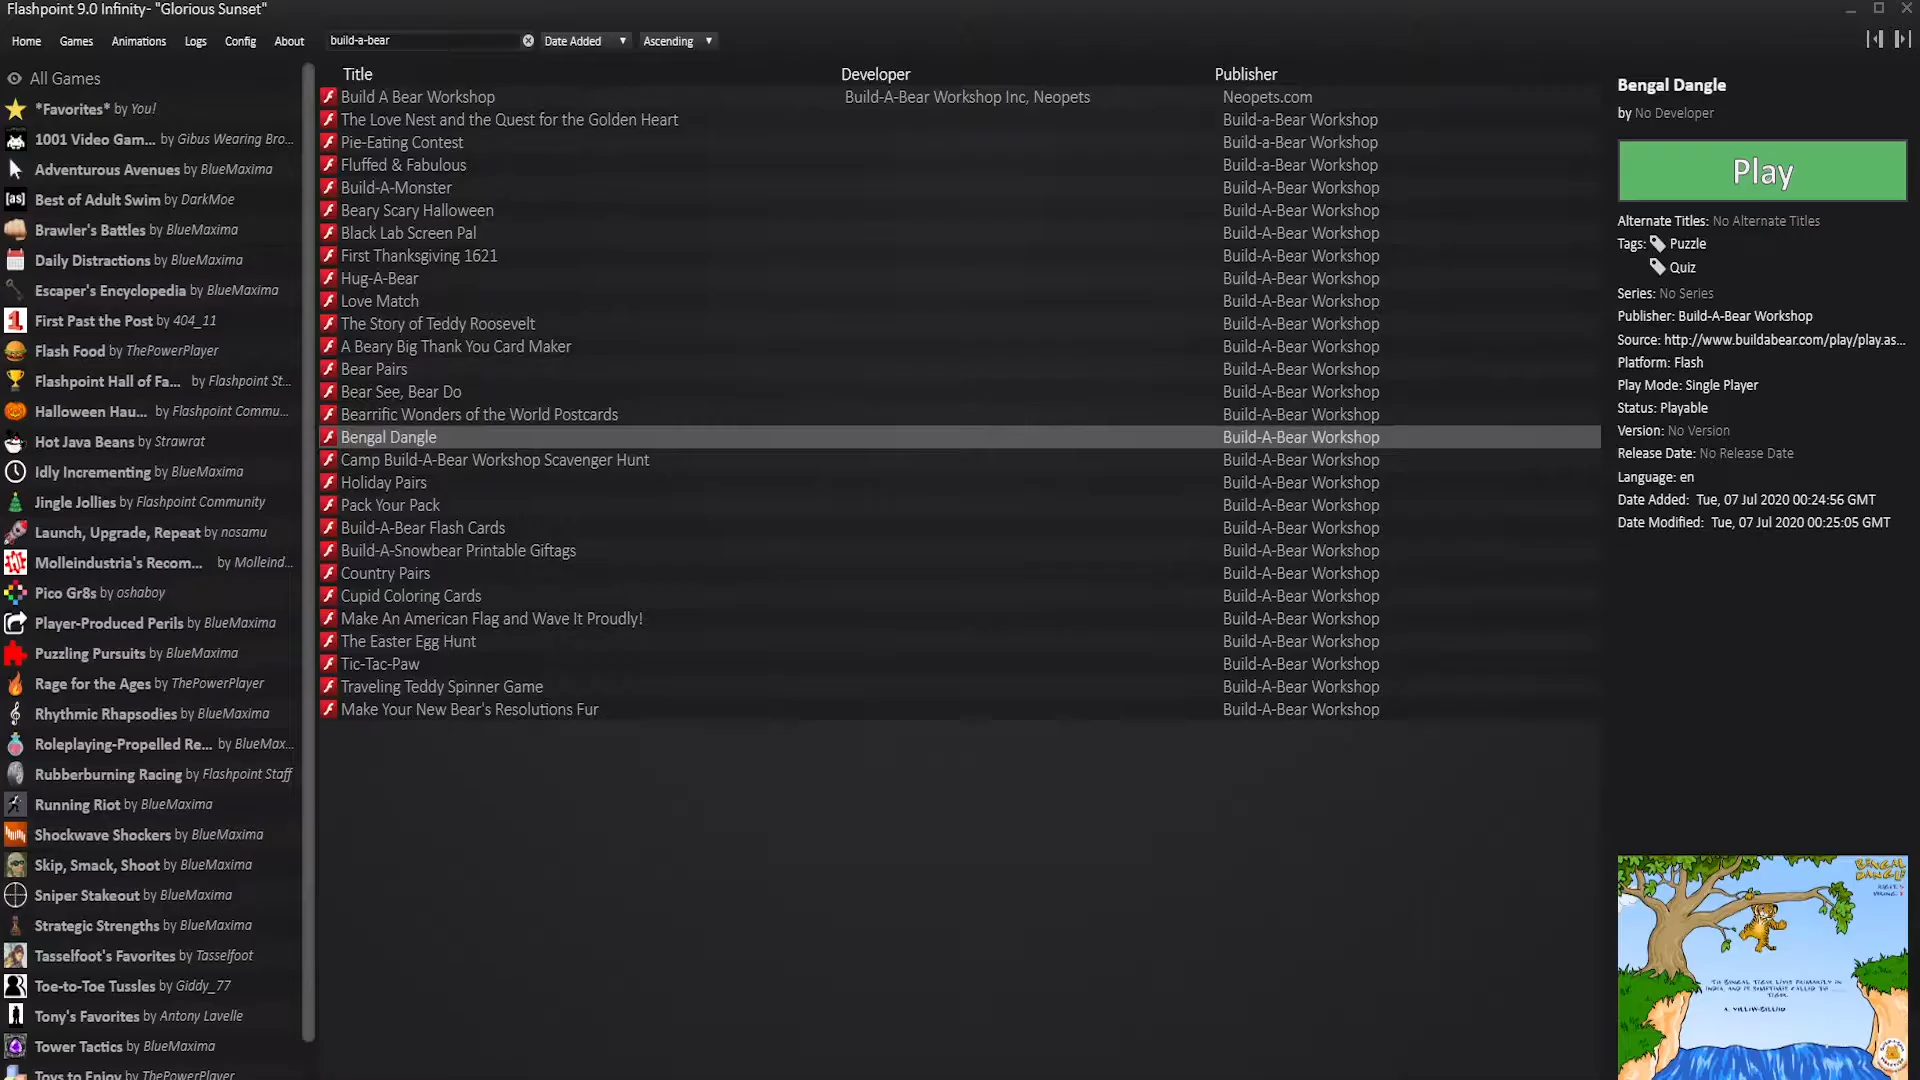 Flashpoint 9.0 Infinity- "Glorious Sunset"
Home Games Animations Logs Config About build-a-bear Date Added Ascending
All Games
*Favorites* by You!
1001 Video Gam... by Gibus Wearing Bro...
Adventurous Avenues by BlueMaxima
Best of Adult Swim by DarkMoe
Brawler's Battles by BlueMaxima
Daily Distractions by BlueMaxima
Escaper's Encyclopedia by BlueMaxima
First Past the Post by 404_11
Flash Food by ThePowerPlayer
Flashpoint Hall of Fa... by Flashpoint St...
Halloween Hau... by Flashpoint Commu...
Hot Java Beans by Strawrat
Idly Incrementing by BlueMaxima
Jingle Jollies by Flashpoint Community
Launch, Upgrade, Repeat by nosamu
Molleindustria's Recom... by Molleind...
Pico Gr8s by oshaboy
Player-Produced Perils by BlueMaxima
Puzzling Pursuits by BlueMaxima
Rage for the Ages by ThePowerPlayer
Rhythmic Rhapsodies by BlueMaxima
Roleplaying-Propelled Re... by BlueMax...
Rubberburning Racing by Flashpoint Staff
Running Riot by BlueMaxima
Shockwave Shockers by BlueMaxima
Skip, Smack, Shoot by BlueMaxima
Sniper Stakeout by BlueMaxima
Strategic Strengths by BlueMaxima
Tasselfoot's Favorites by Tasselfoot
Toe-to-Toe Tussles by Giddy_77
Tony's Favorites by Antony Lavelle
Tower Tactics by BlueMaxima
Toys to Enjoy by ThePowerPlayer
[as]
Title Developer Publisher
Build A Bear Workshop Build-A-Bear Workshop Inc, Neopets Neopets.com
The Love Nest and the Quest for the Golden Heart Build-a-Bear Workshop
Pie-Eating Contest Build-a-Bear Workshop
Fluffed & Fabulous Build-a-Bear Workshop
Build-A-Monster Build-A-Bear Workshop
Beary Scary Halloween Build-A-Bear Workshop
Black Lab Screen Pal Build-A-Bear Workshop
First Thanksgiving 1621 Build-A-Bear Workshop
Hug-A-Bear Build-A-Bear Workshop
Love Match Build-A-Bear Workshop
The Story of Teddy Roosevelt Build-A-Bear Workshop
A Beary Big Thank You Card Maker Build-A-Bear Workshop
Bear Pairs Build-A-Bear Workshop
Bear See, Bear Do Build-A-Bear Workshop
Bearrific Wonders of the World Postcards Build-A-Bear Workshop
Bengal Dangle Build-A-Bear Workshop
Camp Build-A-Bear Workshop Scavenger Hunt Build-A-Bear Workshop
Holiday Pairs Build-A-Bear Workshop
Pack Your Pack Build-A-Bear Workshop
Build-A-Bear Flash Cards Build-A-Bear Workshop
Build-A-Snowbear Printable Giftags Build-A-Bear Workshop
Country Pairs Build-A-Bear Workshop
Cupid Coloring Cards Build-A-Bear Workshop
Make An American Flag and Wave It Proudly! Build-A-Bear Workshop
The Easter Egg Hunt Build-A-Bear Workshop
Tic-Tac-Paw Build-A-Bear Workshop
Traveling Teddy Spinner Game Build-A-Bear Workshop
Make Your New Bear's Resolutions Fur Build-A-Bear Workshop
Bengal Dangle
by No Developer
Play
Alternate Titles: No Alternate Titles
Tags: Puzzle
Quiz
Series: No Series
Publisher: Build-A-Bear Workshop
Source: http://www.buildabear.com/play/play.as...
Platform: Flash
Play Mode: Single Player
Status: Playable
Version: No Version
Release Date: No Release Date
Language: en
Date Added: Tue, 07 Jul 2020 00:24:56 GMT
Date Modified: Tue, 07 Jul 2020 00:25:05 GMT
BENGAL
DANGLE